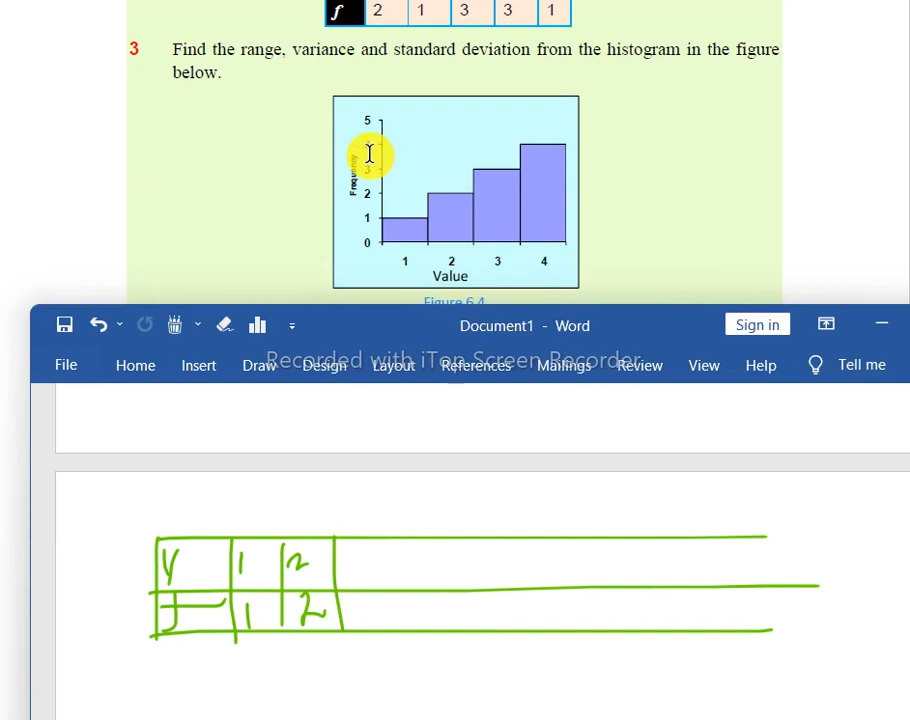 f 2 1 3 3 1
3 Find the range, variance and standard deviation from the histogram in the figure
below.
5
3
2
1
0
Frequency
1 2 3 4
Value
Figure 6.4
Document1 - Word
Sign in
File Home Insert Draw Design Layout References Mailings Review View Help Tell me
Recorded with iTop Screen Recorder
V 1 2
f 1 2